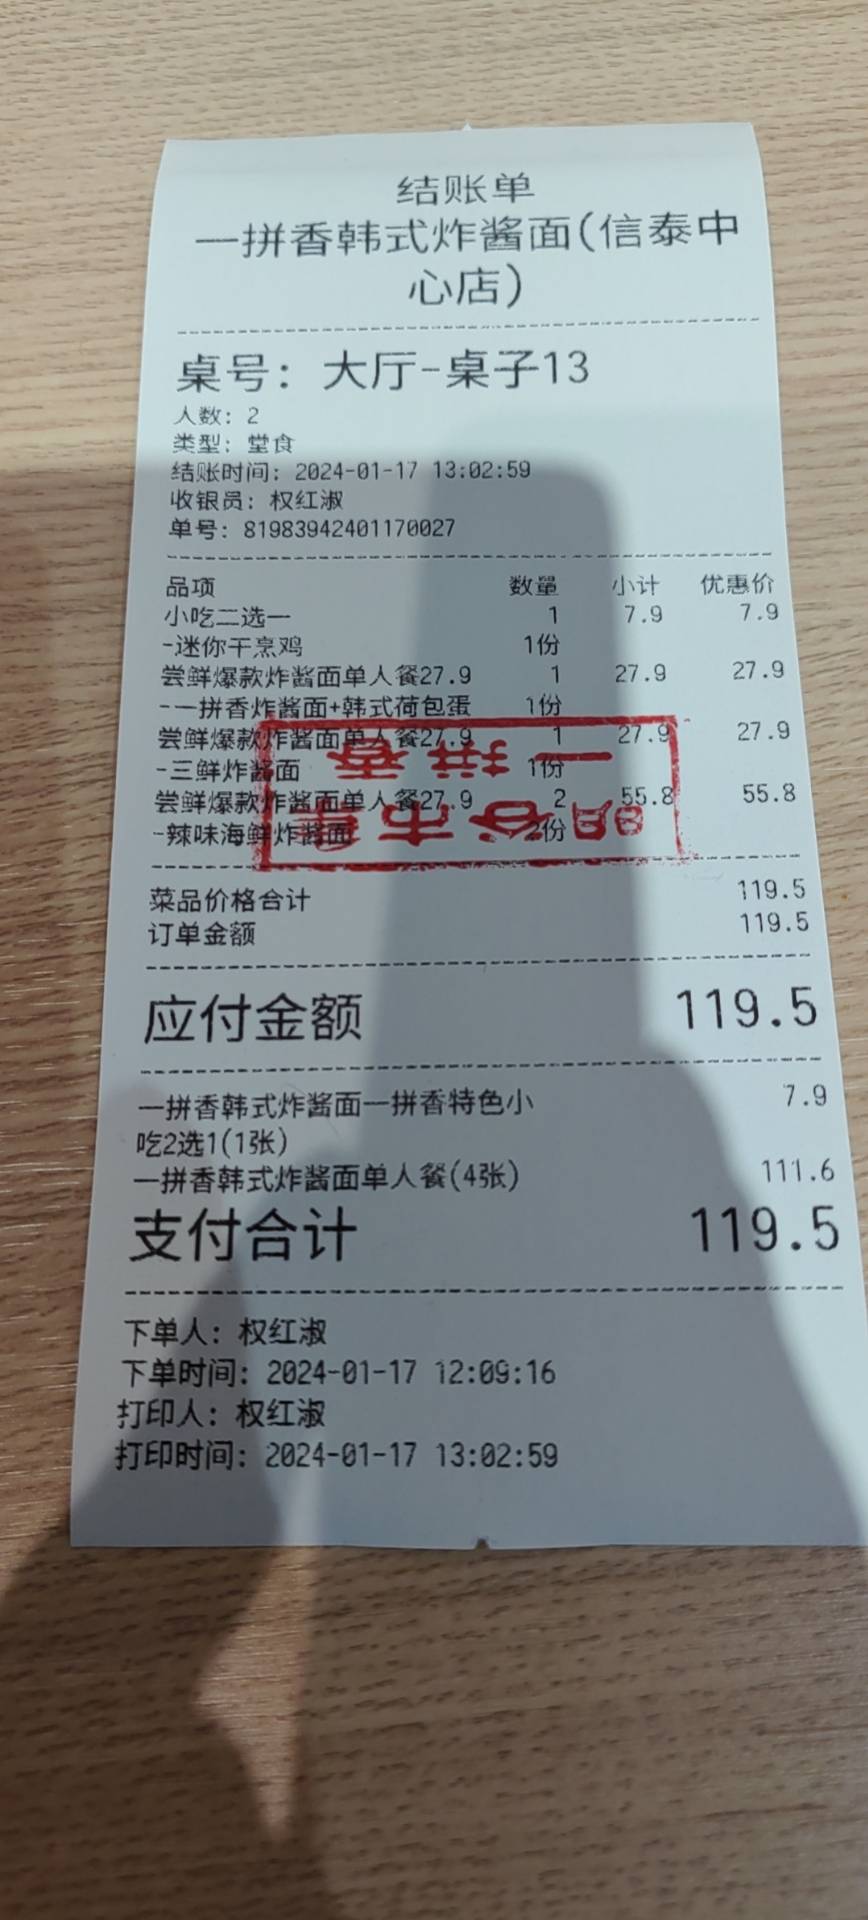 结账单
一拼香韩式炸酱面(信泰中
心店)
桌号: 大厅-桌子13
人数: 2
类型: 堂食
结账时间: 2024-01-17 13:02:59
收银员: 权红淑
单号: 81983942401170027
品项 数量 小计 优惠价
小吃二选一 1 7.9 7.9
-迷你干烹鸡 1份
尝鲜爆款炸酱面单人餐27.9 1 27.9 27.9
-一拼香炸酱面+韩式荷包蛋 1份
尝鲜爆款炸酱面单人餐27.9 1 27.9 27.9
-三鲜炸酱面 1份
尝鲜爆款炸酱面单人餐27.9 2 55.8 55.8
-辣味海鲜炸酱面 2份
一拼香
菜品价格合计 119.5
订单金额 119.5
应付金额 119.5
一拼香韩式炸酱面一拼香特色小 7.9
吃2选1(1张)
一拼香韩式炸酱面单人餐(4张) 111.6
支付合计 119.5
下单人: 权红淑
下单时间: 2024-01-17 12:09:16
打印人: 权红淑
打印时间: 2024-01-17 13:02:59